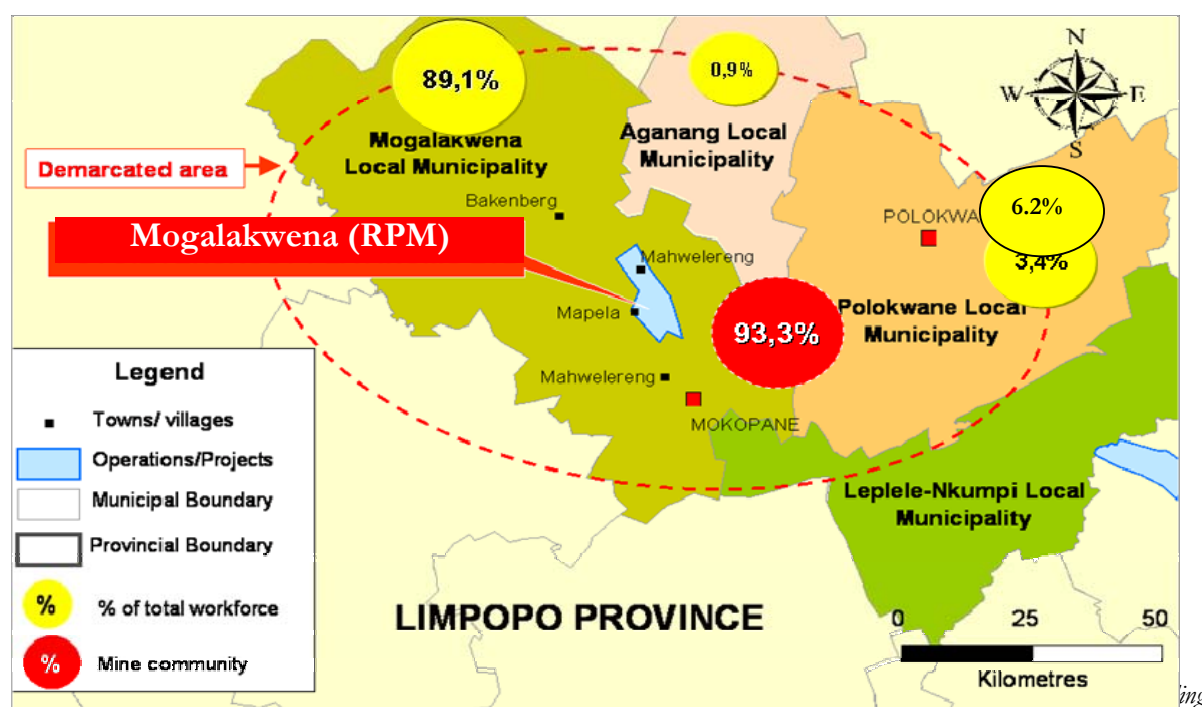 89,1%
0,9%
N
W
E
S
Mogalakwena
Local Municipality
Aganang Local
Municipality
Demarcated area
Bakenberg
6.2%
POLOKWA
Mogalakwena (RPM)
Mahwelereng
3,4%
Mapela
93,3%
Polokwane Local
Municipality
Mahwelereng
MOKOPANE
Leplele-Nkumpi Local
Municipality
Legend
Towns/ villages
Operations/Projects
Municipal Boundary
Provincial Boundary
% % of total workforce
% Mine community
LIMPOPO PROVINCE
0 25 50
Kilometres
ing